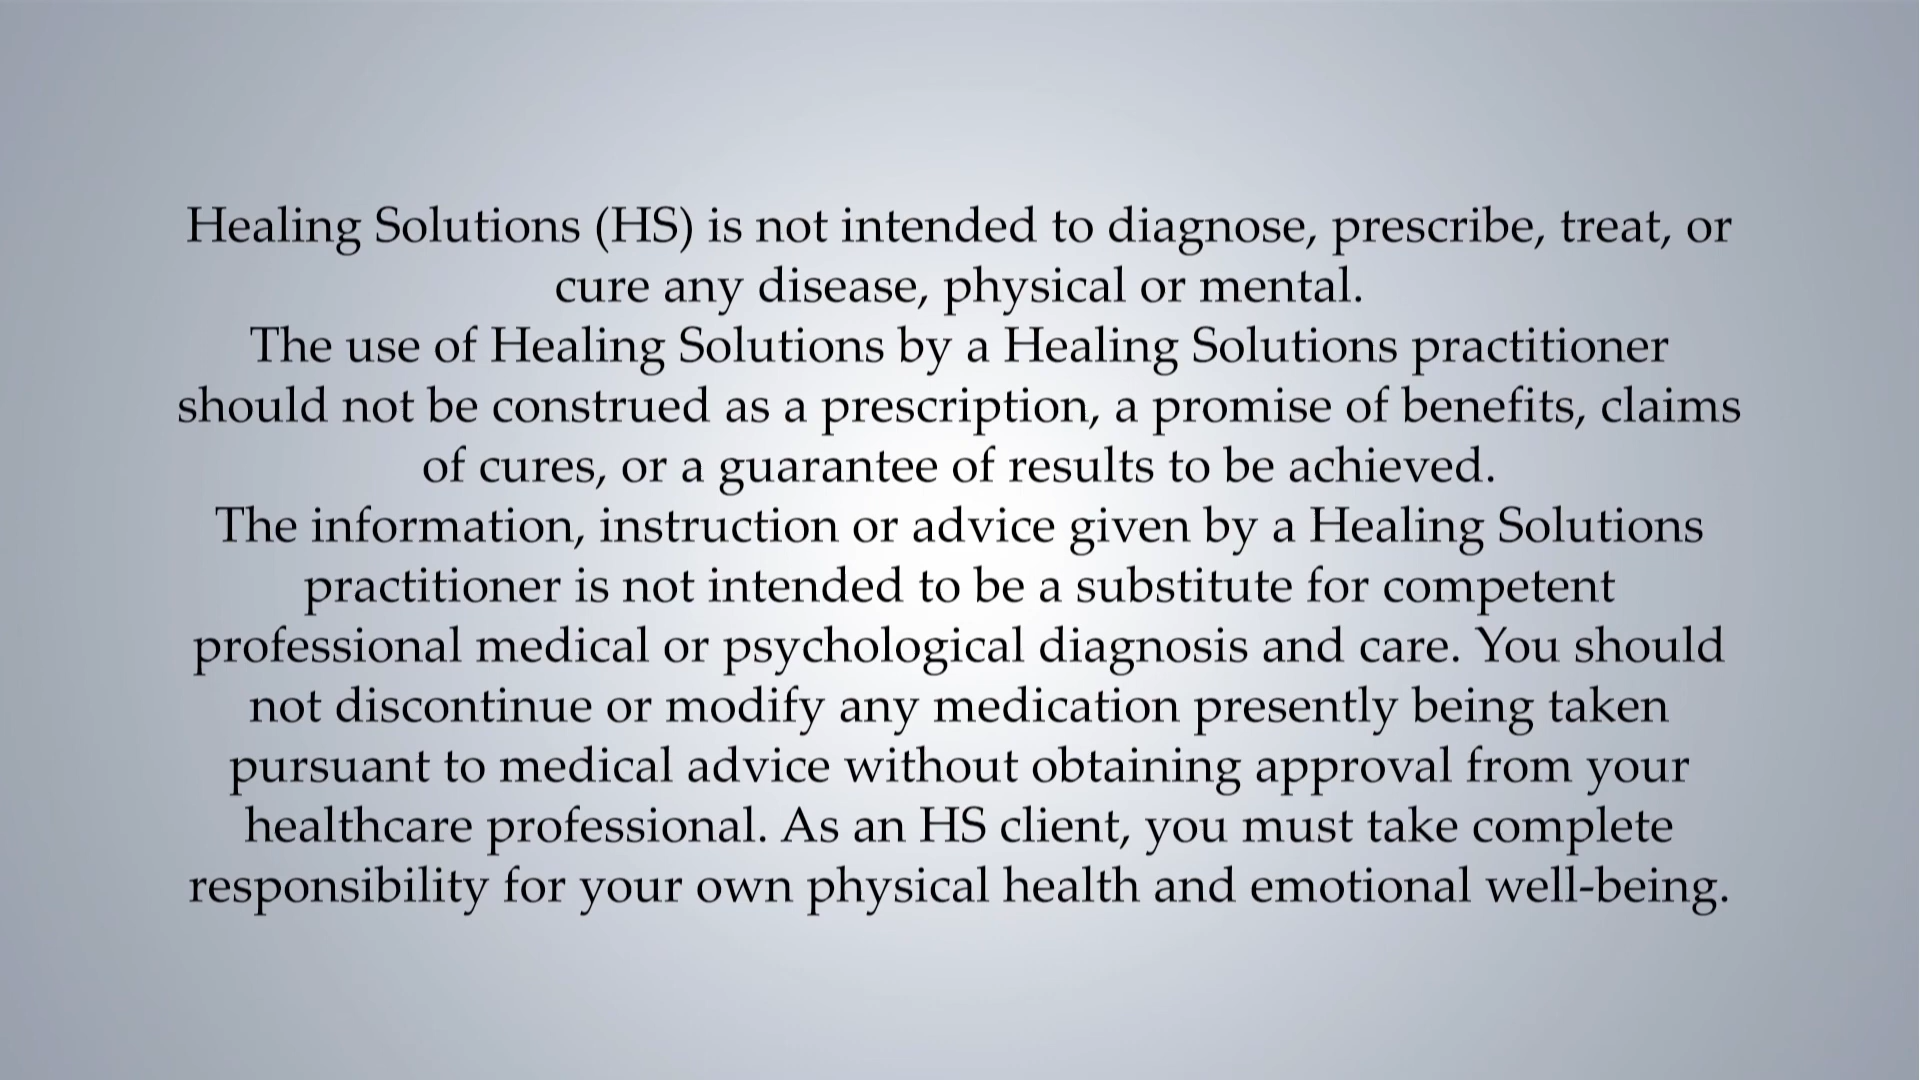 Healing Solutions (HS) is not intended to diagnose, prescribe, treat, or
cure any disease, physical or mental.
The use of Healing Solutions by a Healing Solutions practitioner
should not be construed as a prescription, a promise of benefits, claims
of cures, or a guarantee of results to be achieved.
The information, instruction or advice given by a Healing Solutions
practitioner is not intended to be a substitute for competent
professional medical or psychological diagnosis and care. You should
not discontinue or modify any medication presently being taken
pursuant to medical advice without obtaining approval from your
healthcare professional. As an HS client, you must take complete
responsibility for your own physical health and emotional well-being.